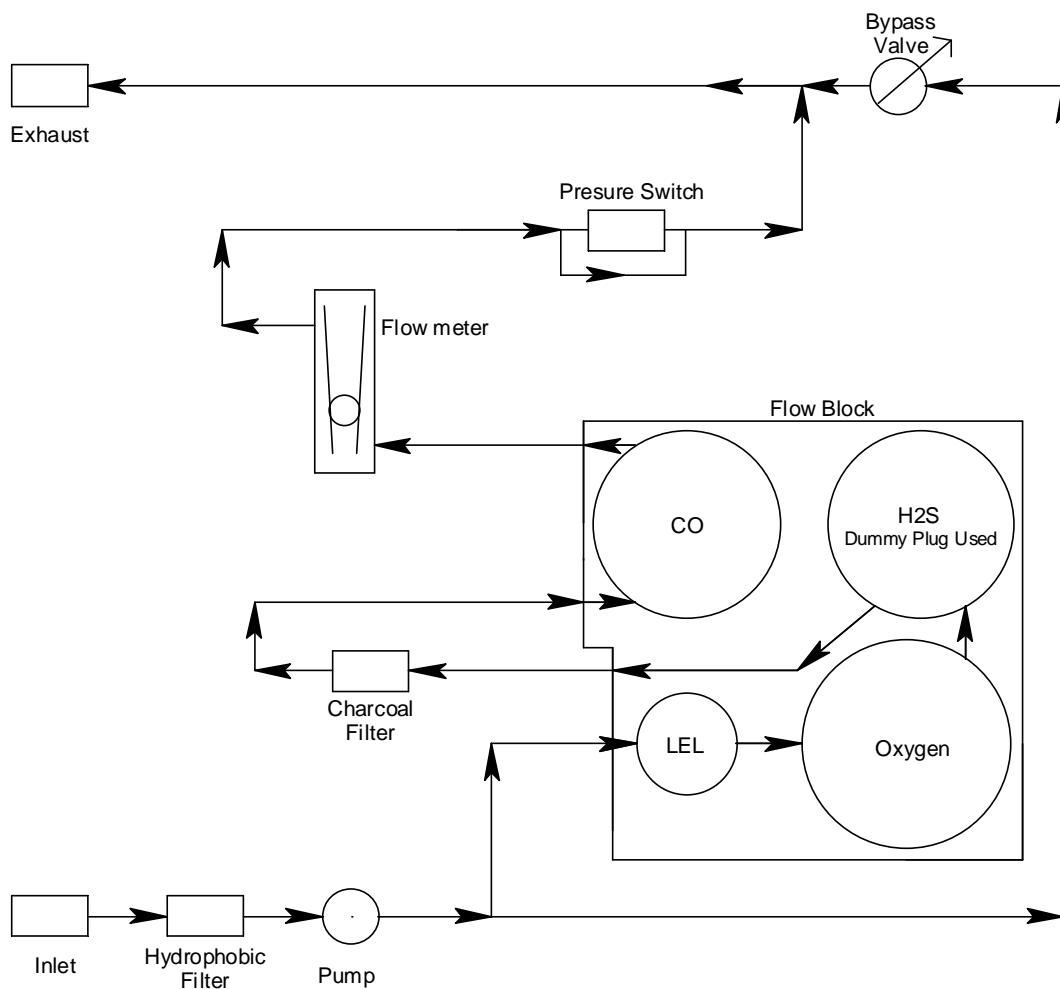 Bypass
Valve
Exhaust
Presure Switch
Flow meter
Flow Block
CO
H2S
Dummy Plug Used
Charcoal
Filter
LEL
Oxygen
Inlet
Hydrophobic
Filter
Pump